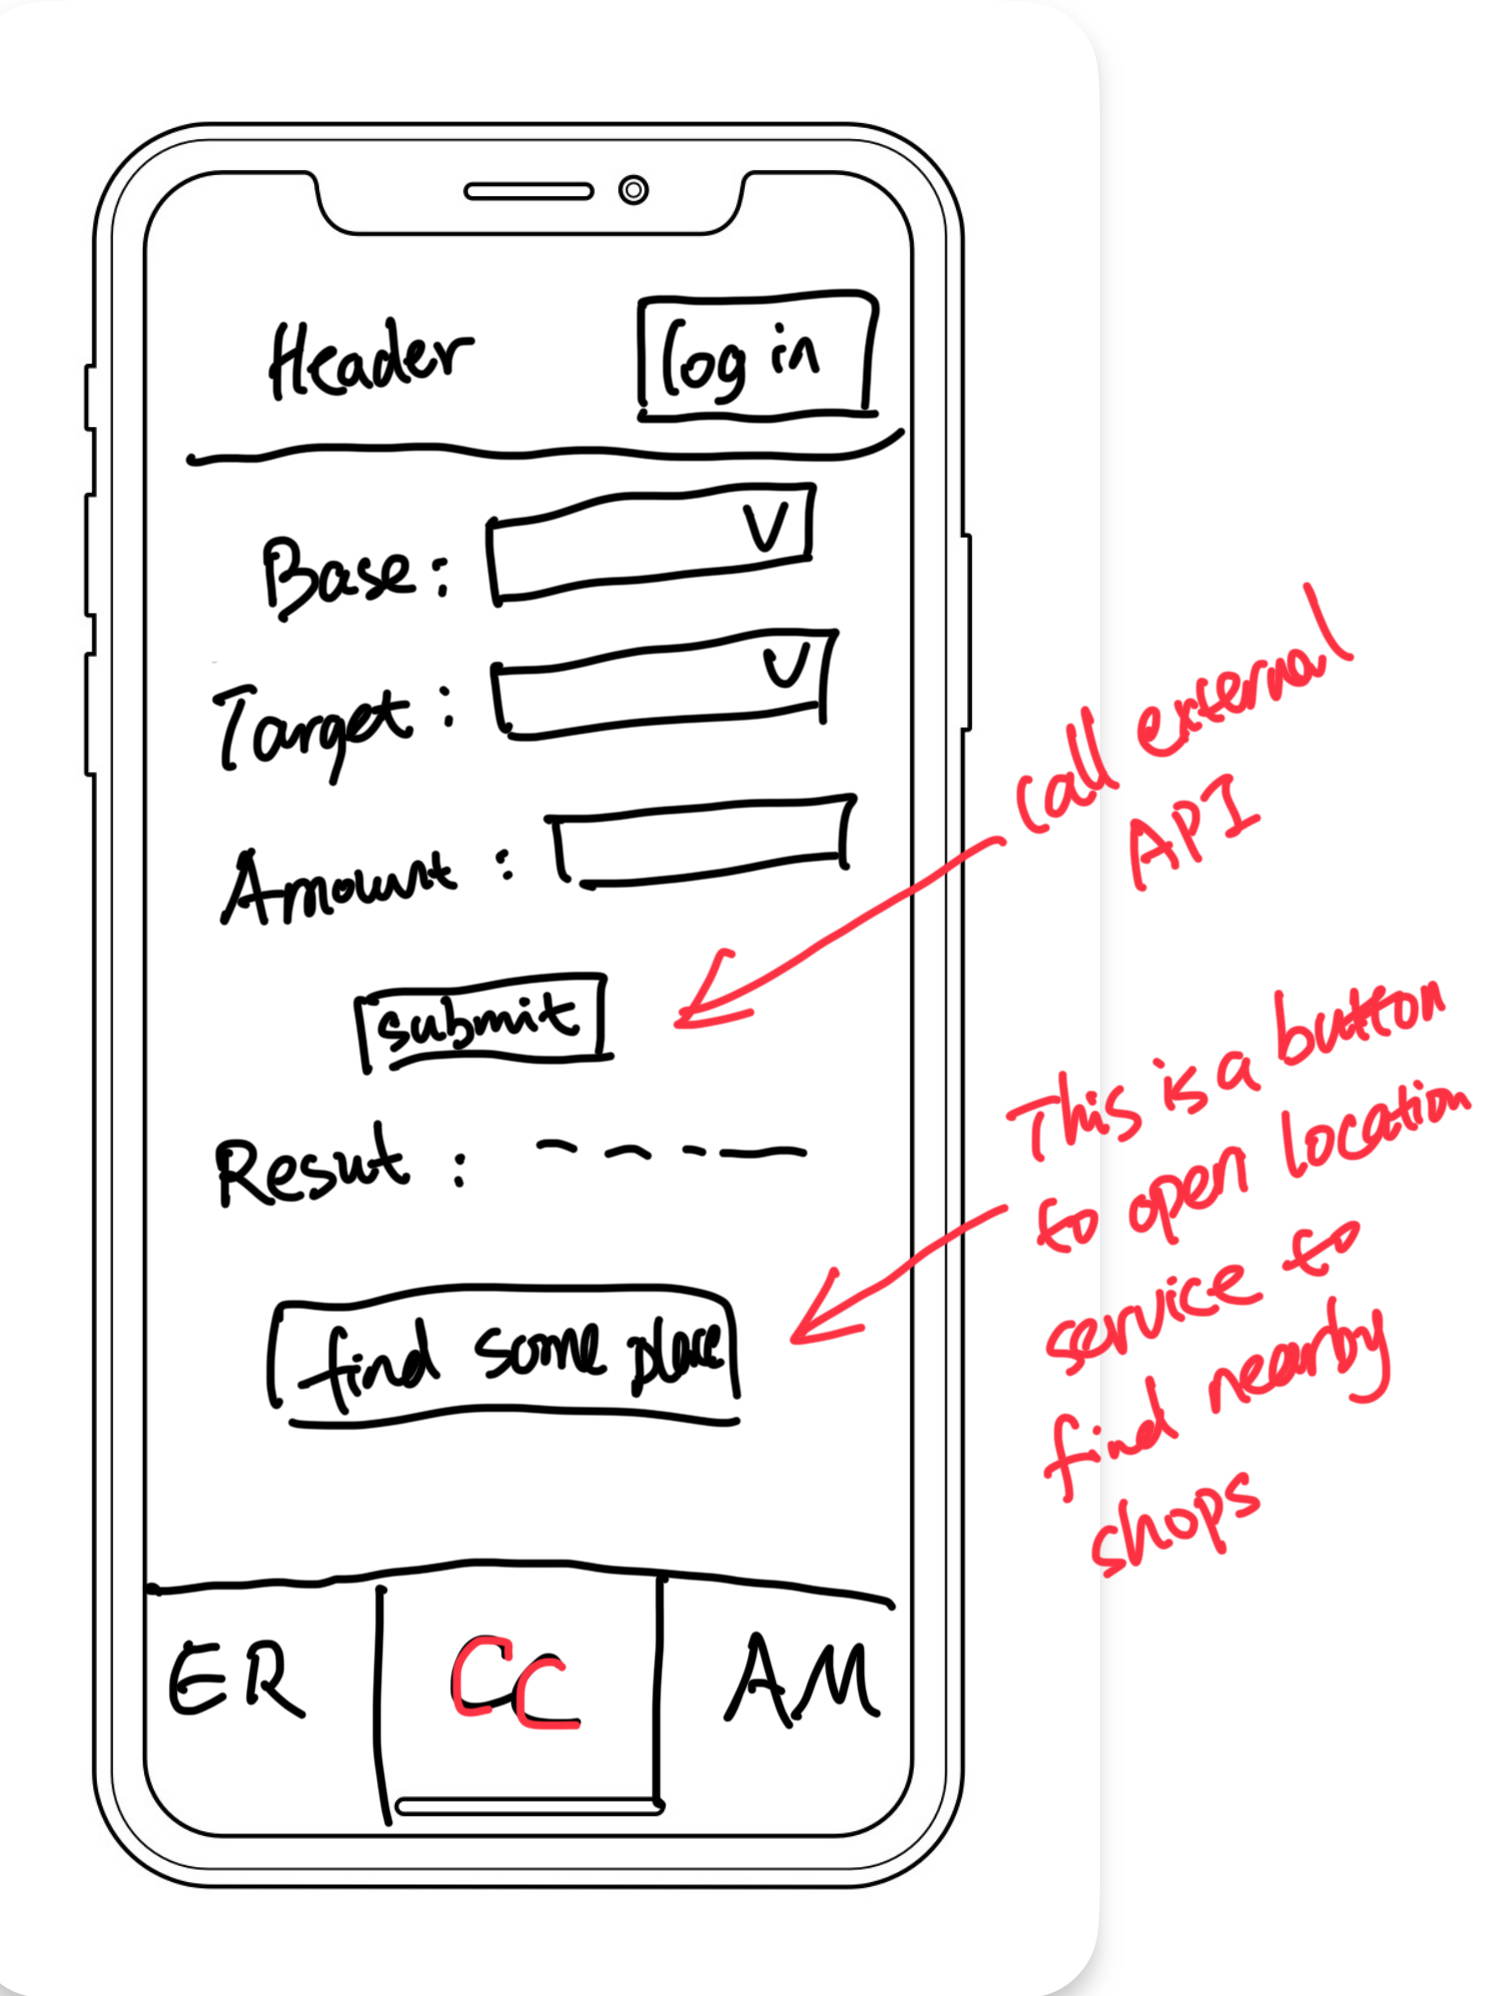 Header
log in
Base :
V
Target :
V
Amount :
submit
Resut :
find some place
ER
CC
AM
call external
API
This is a button
to open location
service to
find nearby
shops